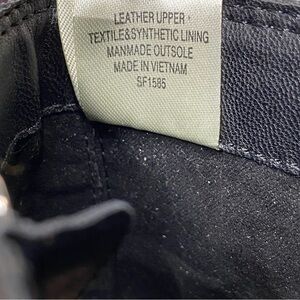 LEATHER UPPER
TEXTILE&SYNTHETIC LINING
MANMADE OUTSOLE
MADE IN VIETNAM
SF1585